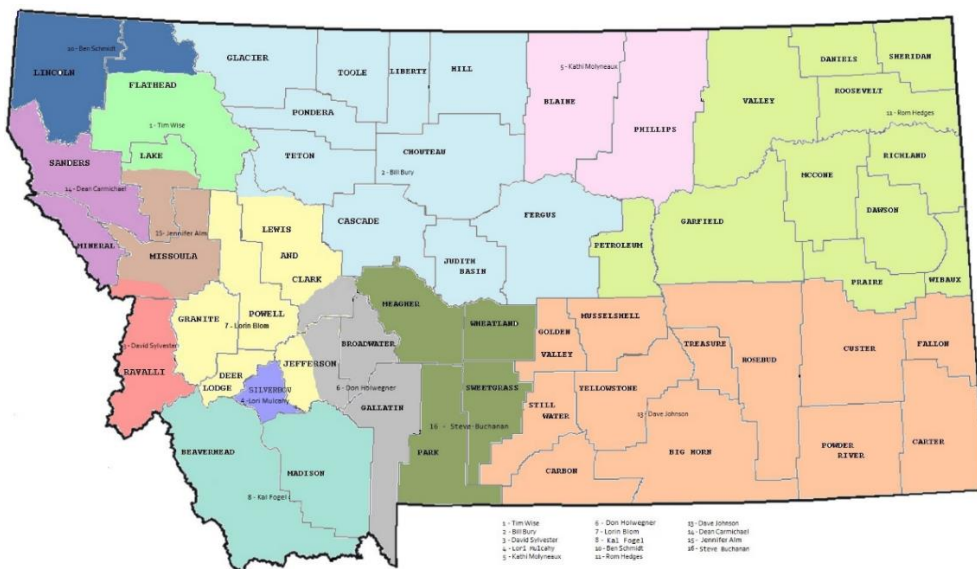 10 - Ben Schmidt
LINCOLN
FLATHEAD
1 - Tim Wise
LAKE
SANDERS
14 - Dean Carmichael
MINERAL
15- Jennifer Alm
MISSOULA
GLACIER
TOOLE
LIBERTY
HILL
PONDERA
TETON
CHOUTEAU
2 - Bill Bury
CASCADE
JUDITH
BASIN
FERGUS
5 - Kathi Molyneaux
BLAINE
PHILLIPS
VALLEY
DANIELS
SHERIDAN
ROOSEVELT
11 - Rom Hedges
RICHLAND
MCCONE
DAWSON
GARFIELD
PETROLEUM
PRAIRE
WIBAUX
LEWIS
AND
CLARK
POWELL
GRANITE
7 - Lorin Blom
DEER
LODGE
JEFFERSON
David Sylvester
RAVALLI
SILVERBOW
4 -Lori Mulcahy
BROADWATER
6 - Don Holwegner
GALLATIN
MEAGHER
WHEATLAND
SWEETGRASS
16 - Steve-Buchanan
PARK
GOLDEN
VALLEY
MUSSELSHELL
TREASURE
ROSEBUD
CUSTER
FALLON
YELLOWSTONE
STILL
WATER
13 - Dave Johnson
BIG HORN
CARBON
POWDER
RIVER
CARTER
BEAVERHEAD
MADISON
8 - Kal Fogel
1 - Tim Wise
2 - Bill Bury
3 - David Sylvester
4 - Lori mulcahy
5 - Kathi Molyneaux
6 - Don Holwegner
7 - Lorin Blom
8 - Kal Fogel
10 - Ben Schmidt
11 - Rom Hedges
13 - Dave Johnson
14 - Dean Carmichael
15 - Jennifer Alm
16 - Steve Buchanan